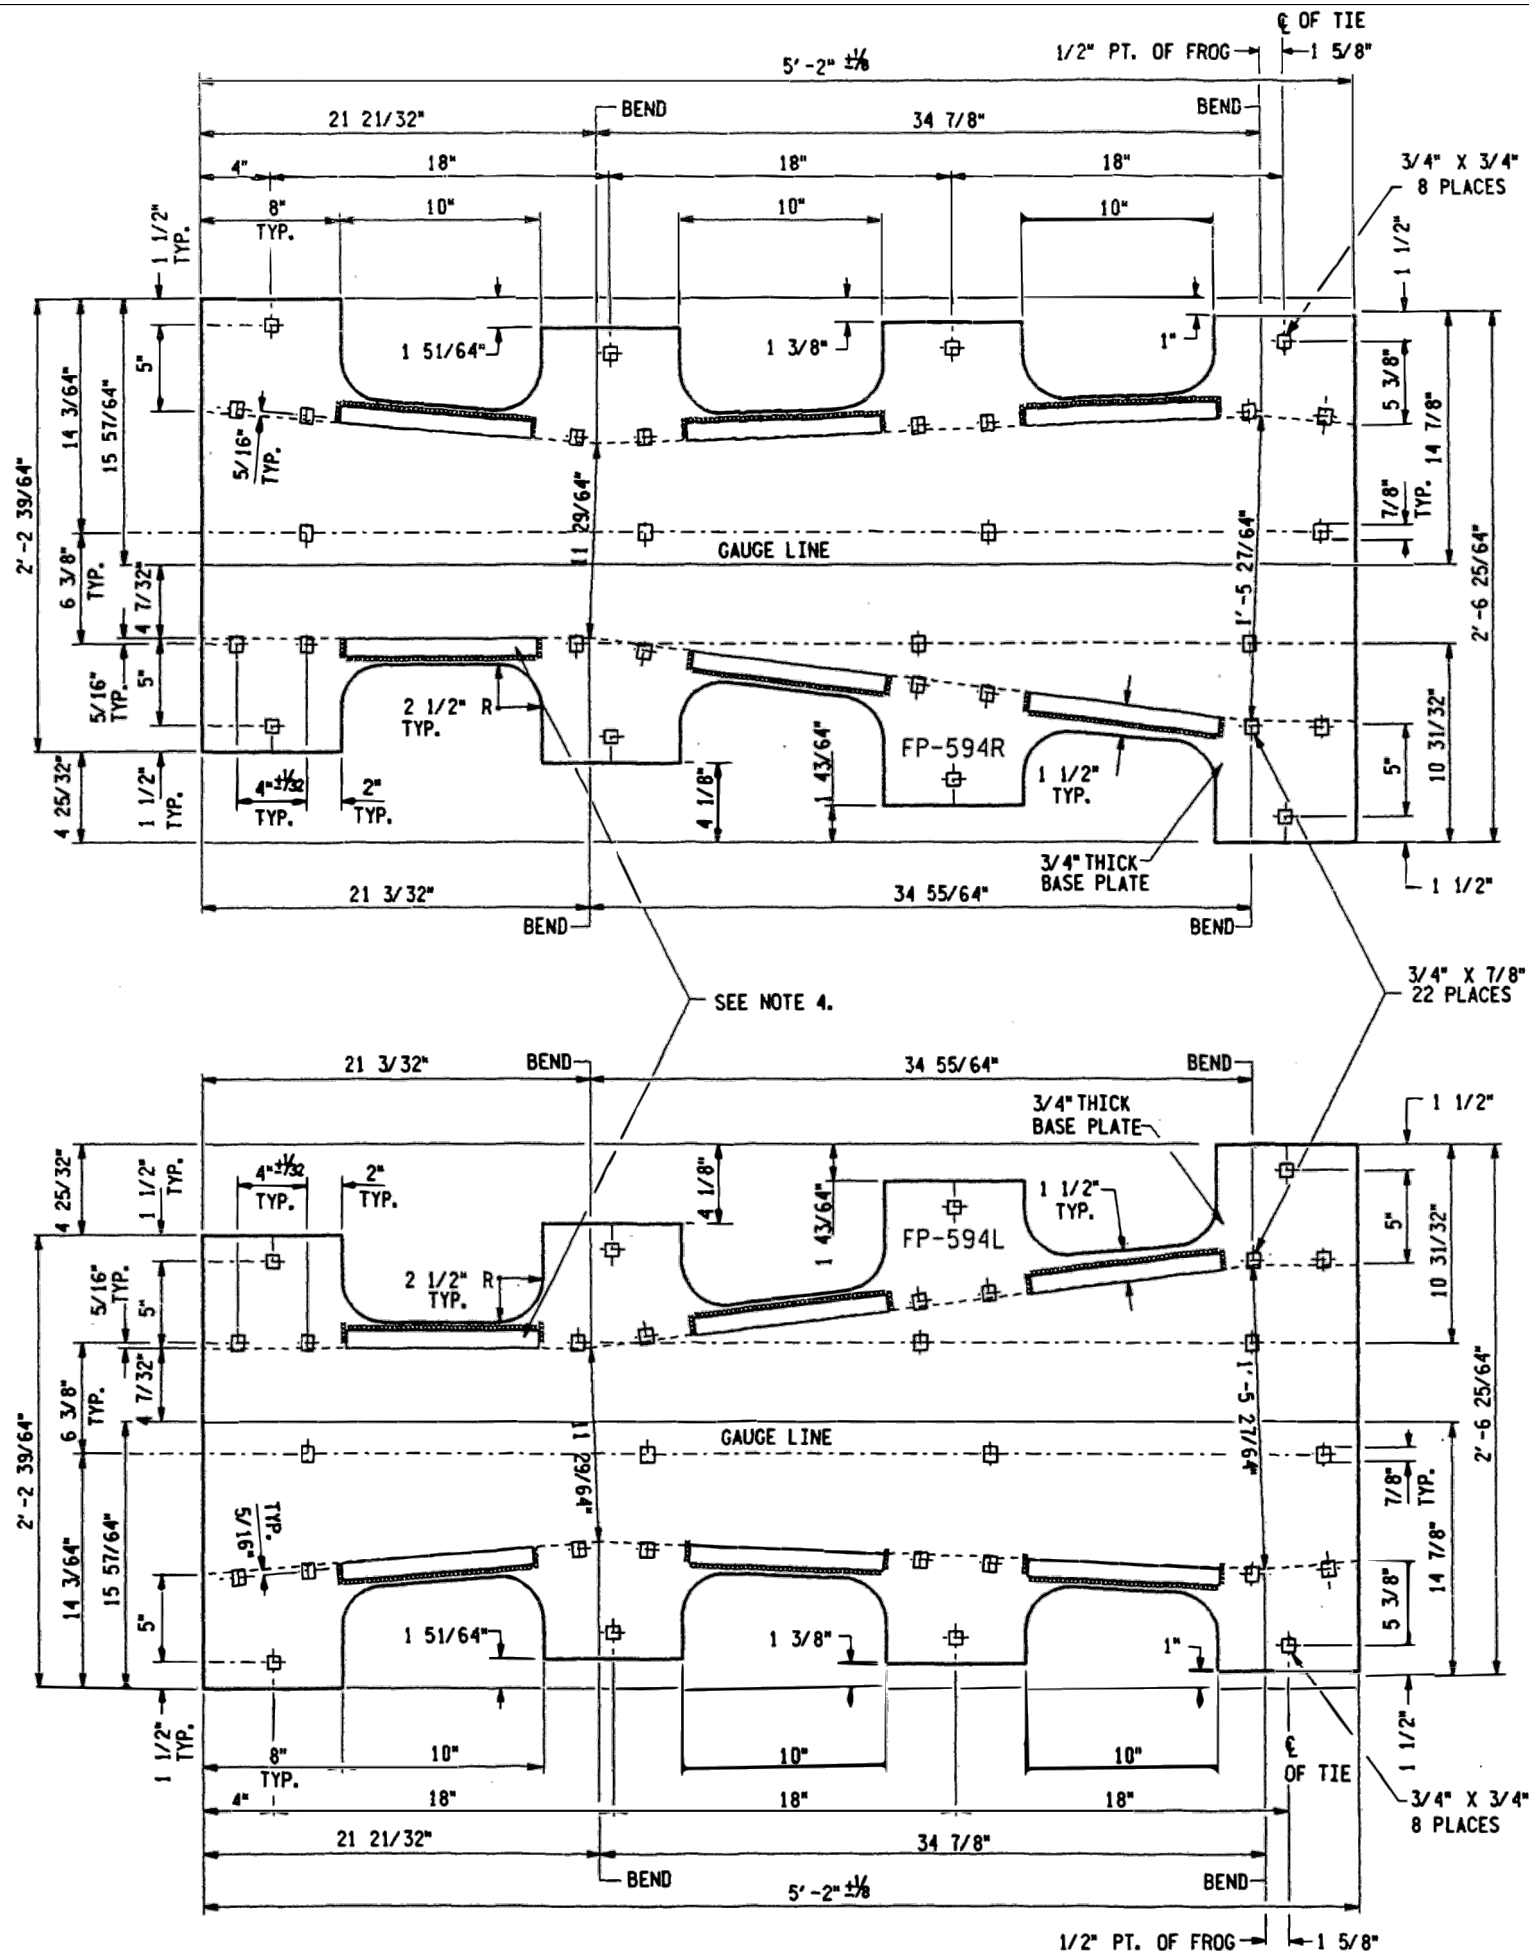 ℄ OF TIE
1/2" PT. OF FROG
1 5/8"
5'-2" ±1/8
BEND
BEND
21 21/32"
34 7/8"
4"
18"
18"
18"
3/4" X 3/4"
8 PLACES
8"
TYP.
10"
10"
10"
1 1/2"
TYP.
1 1/2"
1 51/64"
1 3/8"
1"
5"
5 3/8"
14 3/64"
15 57/64"
14 7/8"
5/16"
TYP.
2'-2 39/64"
11 29/64"
7/8"
TYP.
GAUGE LINE
1'-5 27/64"
2'-6 25/64"
6 3/8"
TYP.
4 7/32"
5/16"
TYP.
5"
2 1/2" R
TYP.
FP-594R
1 43/64"
1 1/2"
TYP.
5"
10 31/32"
4 25/32"
1 1/2"
TYP.
4" ±1/32
TYP.
2"
TYP.
4 1/8"
3/4" THICK
BASE PLATE
1 1/2"
21 3/32"
34 55/64"
BEND
BEND
3/4" X 7/8"
22 PLACES
SEE NOTE 4.
21 3/32"
BEND
34 55/64"
BEND
3/4" THICK
BASE PLATE
1 1/2"
4 25/32"
1 1/2"
TYP.
4" ±1/32
TYP.
2"
TYP.
4 1/8"
1 43/64"
1 1/2"
TYP.
FP-594L
5"
10 31/32"
5/16"
TYP.
5"
2 1/2" R
TYP.
6 3/8"
TYP.
4 7/32"
1'-5 27/64"
2'-6 25/64"
GAUGE LINE
11 29/64"
2'-2 39/64"
7/8"
TYP.
TYP.
5/16"
14 3/64"
15 57/64"
14 7/8"
5"
5 3/8"
1 51/64"
1 3/8"
1"
1 1/2"
TYP.
1 1/2"
8"
TYP.
10"
10"
10"
℄
OF TIE
4"
18"
18"
18"
3/4" X 3/4"
8 PLACES
21 21/32"
34 7/8"
BEND
BEND
5'-2" ±1/8
1/2" PT. OF FROG
1 5/8"